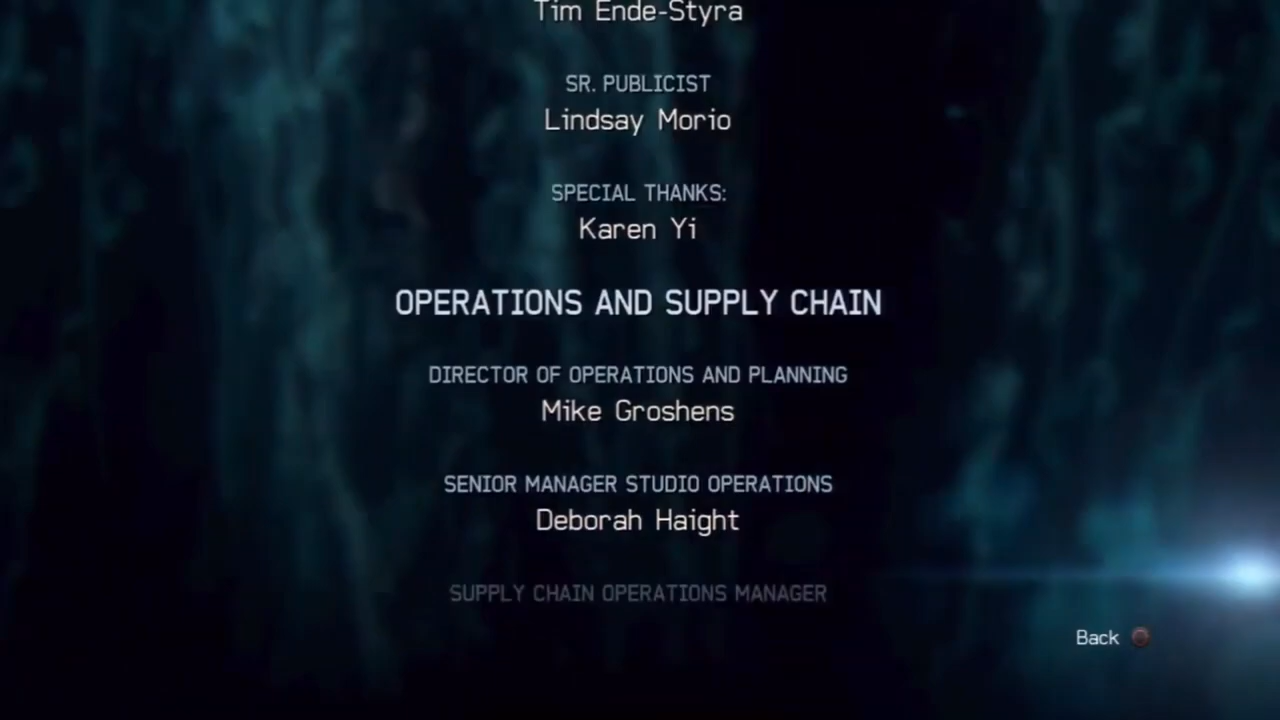 Tim Ende-Styra
SR. PUBLICIST
Lindsay Morio
SPECIAL THANKS:
Karen Yi
OPERATIONS AND SUPPLY CHAIN
DIRECTOR OF OPERATIONS AND PLANNING
Mike Groshens
SENIOR MANAGER STUDIO OPERATIONS
Deborah Haight
SUPPLY CHAIN OPERATIONS MANAGER
Back